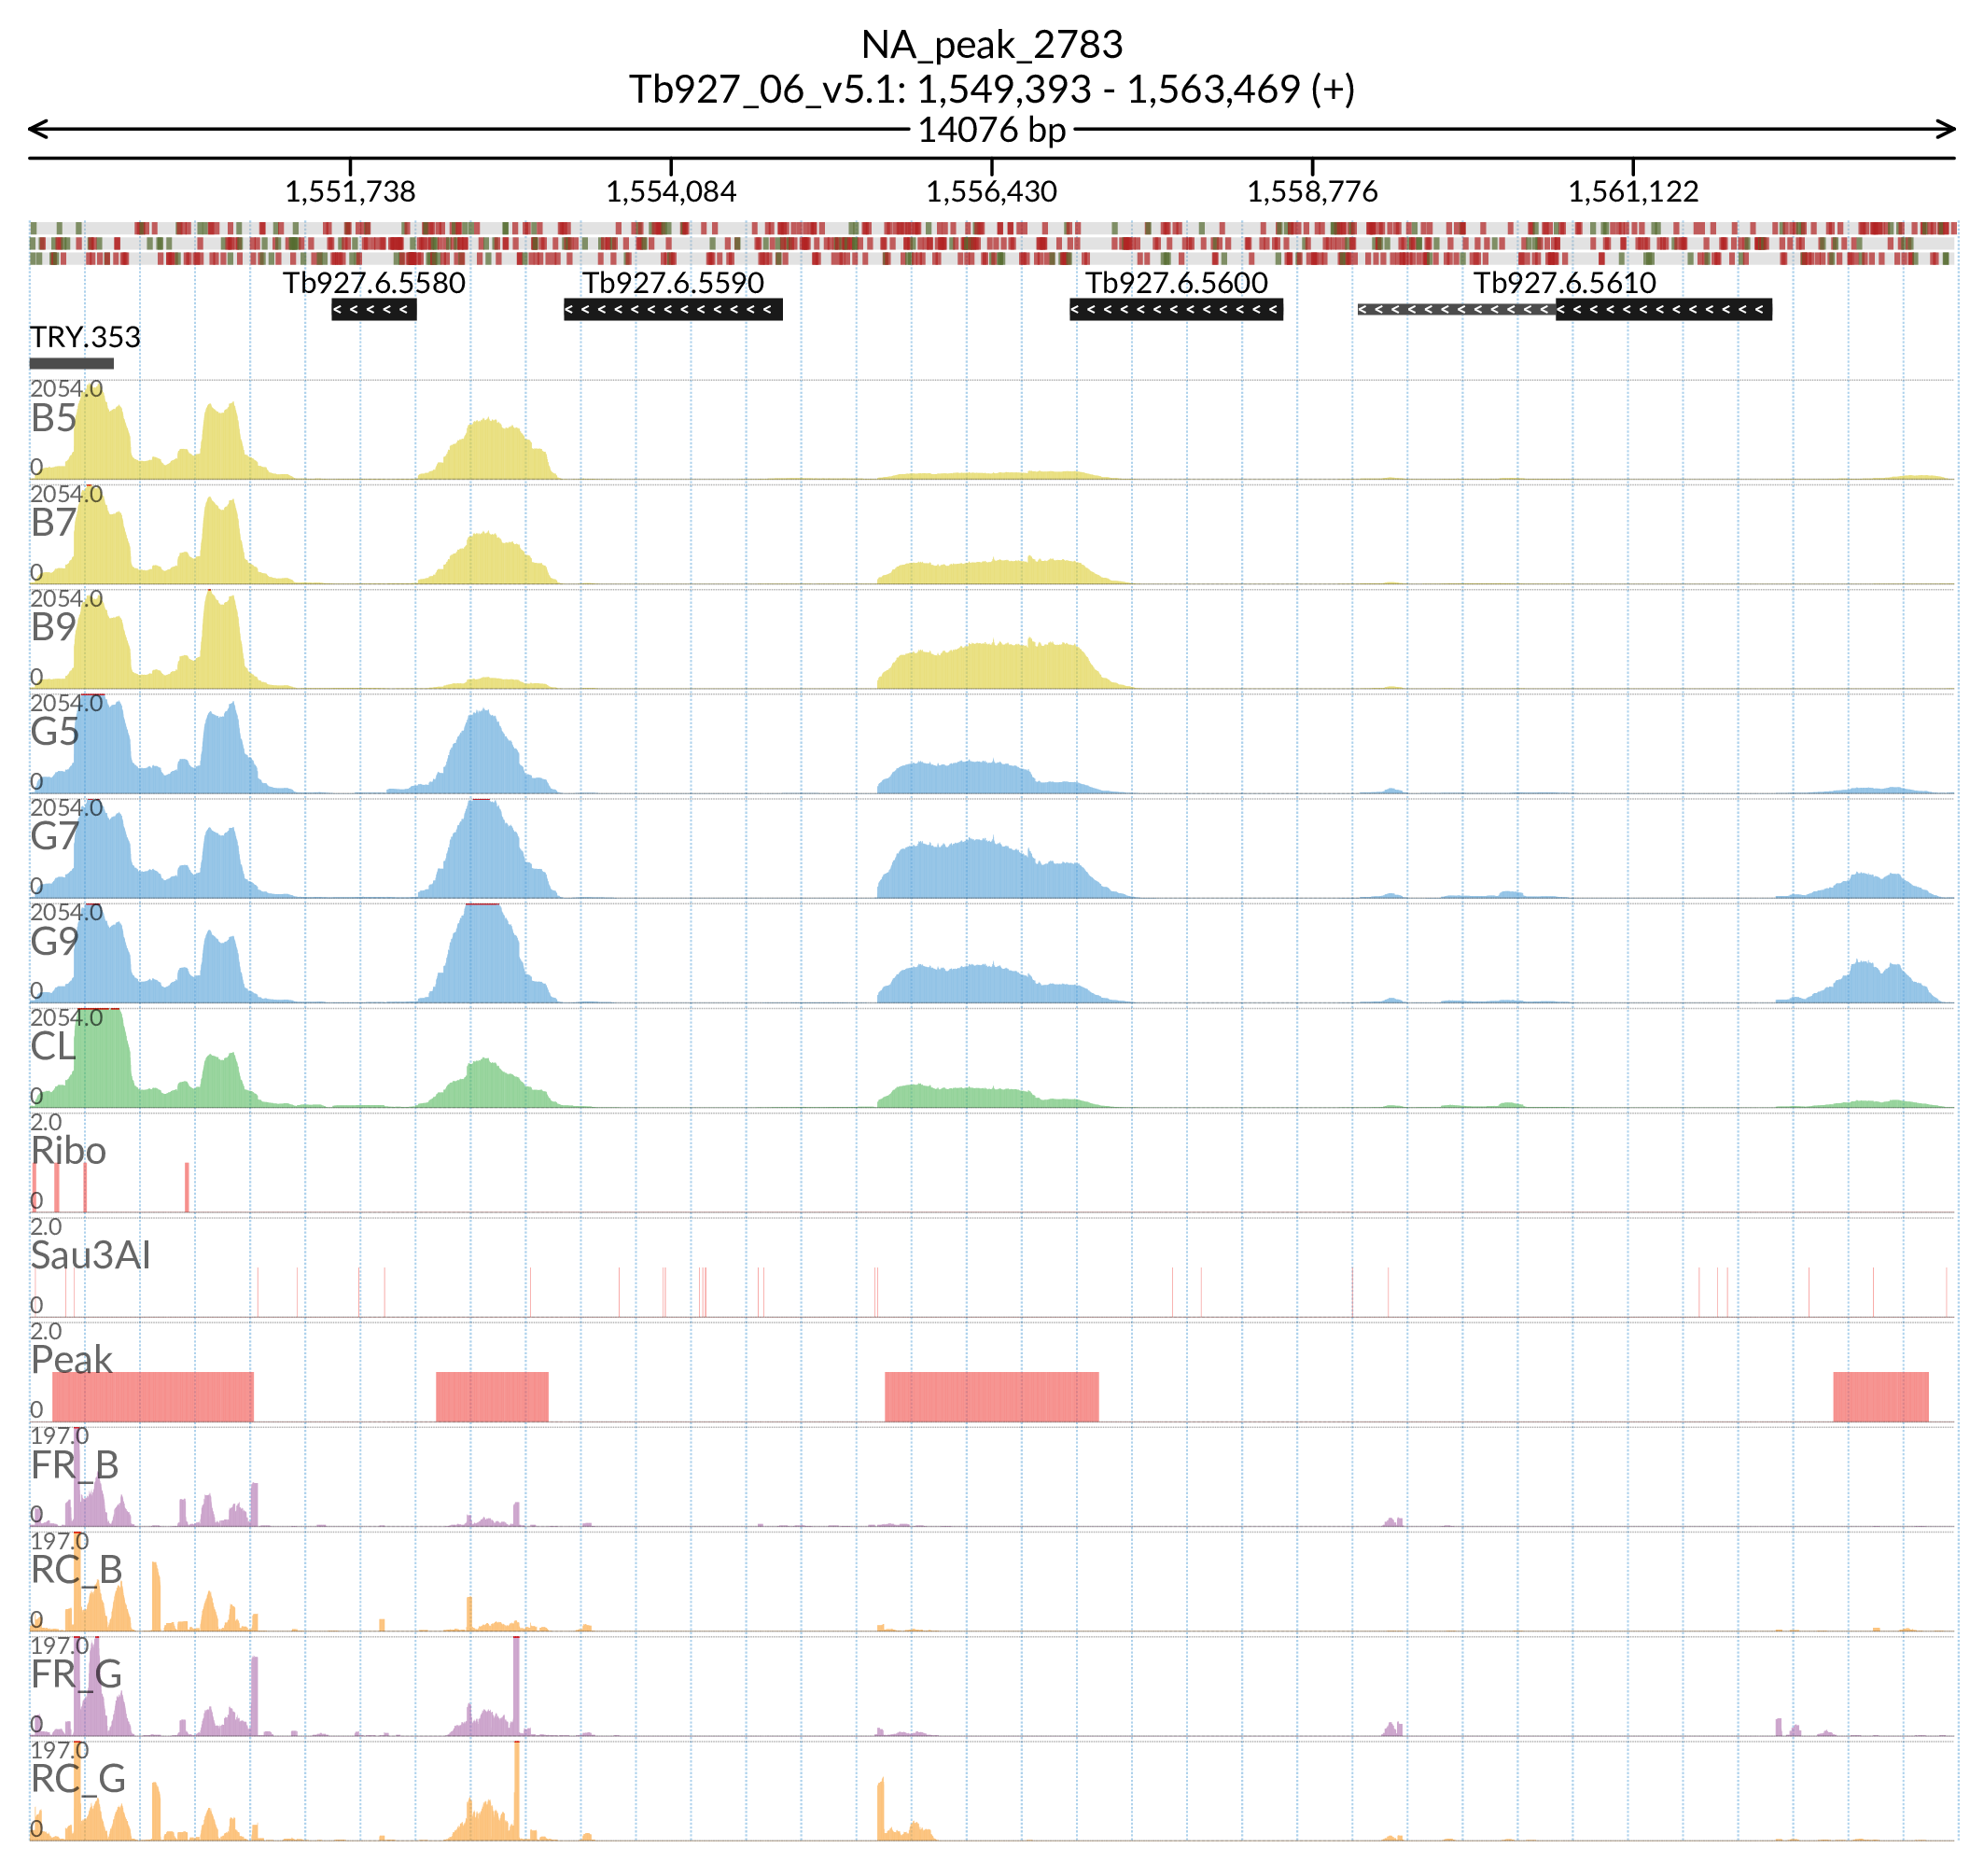 NA_peak_2783
Tb927_06_v5.1: 1,549,393 - 1,563,469 (+)
14076 bp
1,551,738 1,554,084 1,556,430 1,558,776 1,561,122
Tb927.6.5580 Tb927.6.5590 Tb927.6.5600 Tb927.6.5610
TRY.353
2054.0
B5
0
2054.0
B7
0
2054.0
B9
0
2054.0
G5
0
2054.0
G7
0
2054.0
G9
0
2054.0
CL
0
2.0
Ribo
0
2.0
Sau3AI
0
2.0
Peak
0
197.0
FR_B
0
197.0
RC_B
0
197.0
FR_G
0
197.0
RC_G
0